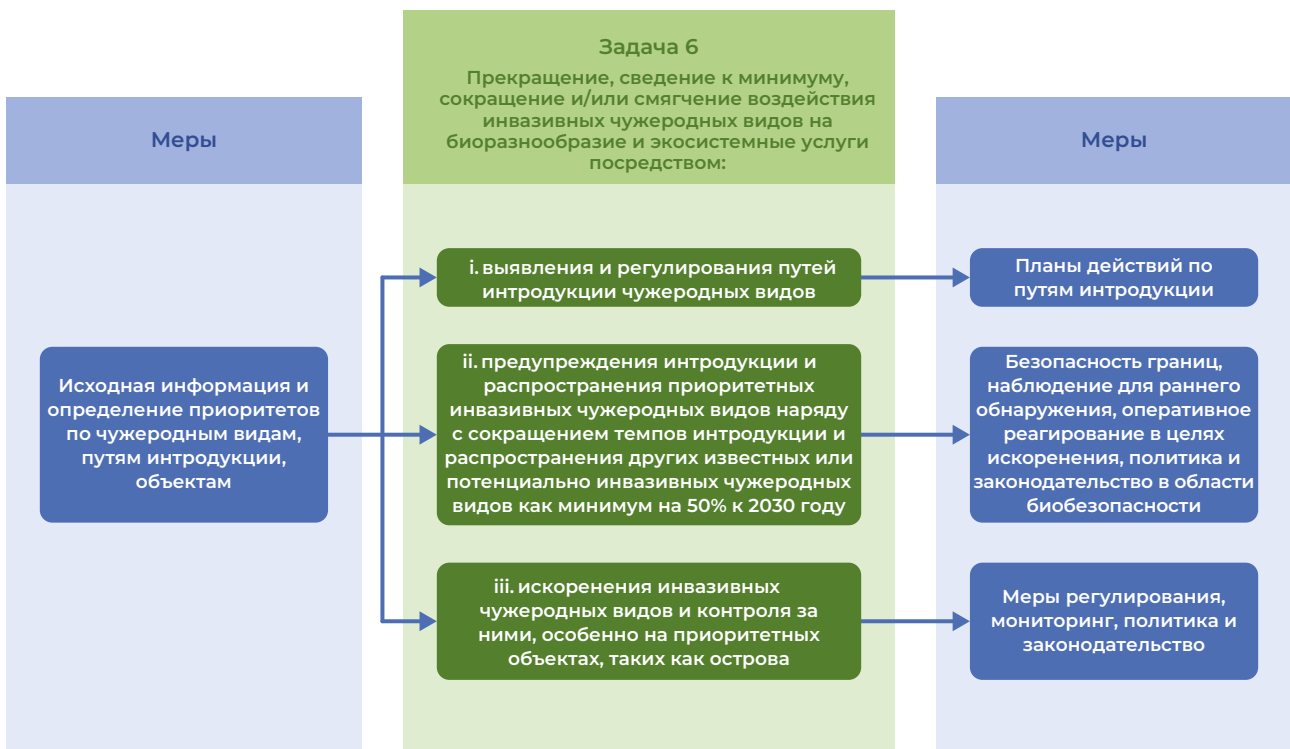 Меры
Исходная информация и
определение приоритетов
по чужеродным видам,
путям интродукции,
объектам
Задача 6
Прекращение, сведение к минимуму,
сокращение и/или смягчение воздействия
инвазивных чужеродных видов на
биоразнообразие и экосистемные услуги
посредством:
i. выявления и регулирования путей
интродукции чужеродных видов
ii. предупреждения интродукции и
распространения приоритетных
инвазивных чужеродных видов наряду
с сокращением темпов интродукции и
распространения других известных или
потенциально инвазивных чужеродных
видов как минимум на 50% к 2030 году
iii. искоренения инвазивных
чужеродных видов и контроля за
ними, особенно на приоритетных
объектах, таких как острова
Меры
Планы действий по
путям интродукции
Безопасность границ,
наблюдение для раннего
обнаружения, оперативное
реагирование в целях
искоренения, политика и
законодательство в области
биобезопасности
Меры регулирования,
мониторинг, политика и
законодательство